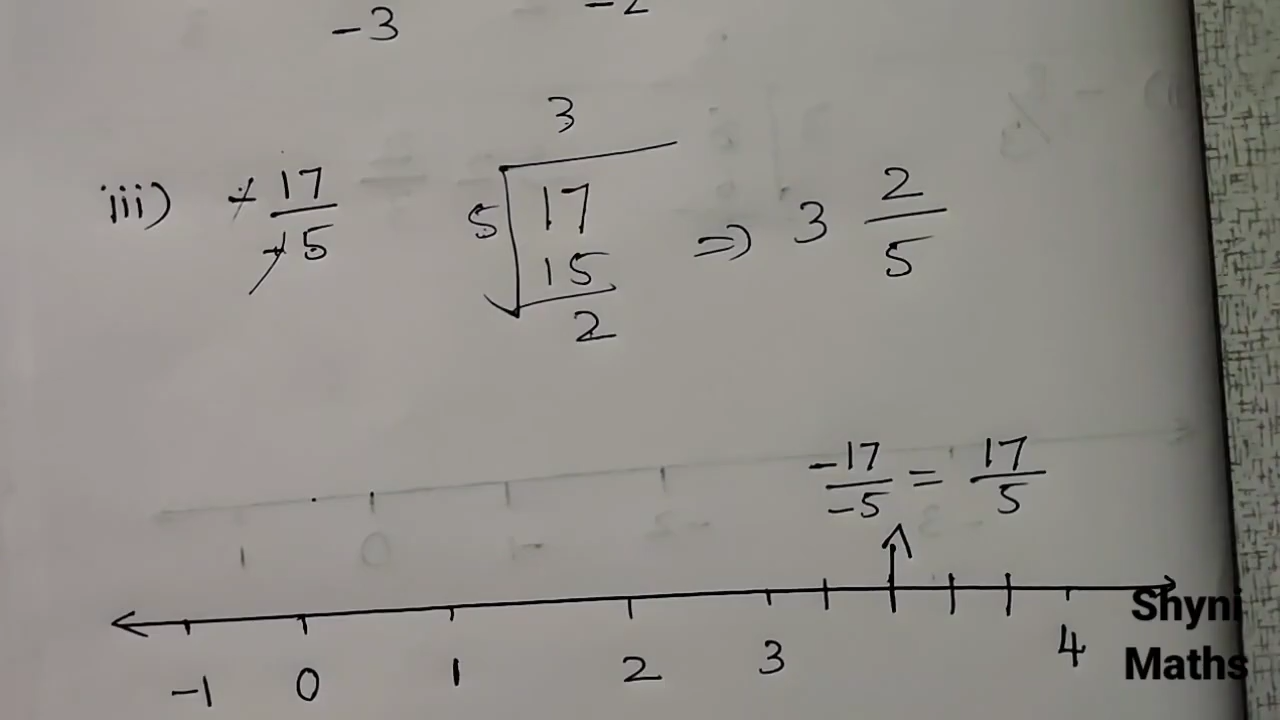 -3 -2
iii) -17/-5 3 5 17 15 2 => 3 2/5
-17/-5 = 17/5
-1 0 1 2 3 4
Shyni
Maths